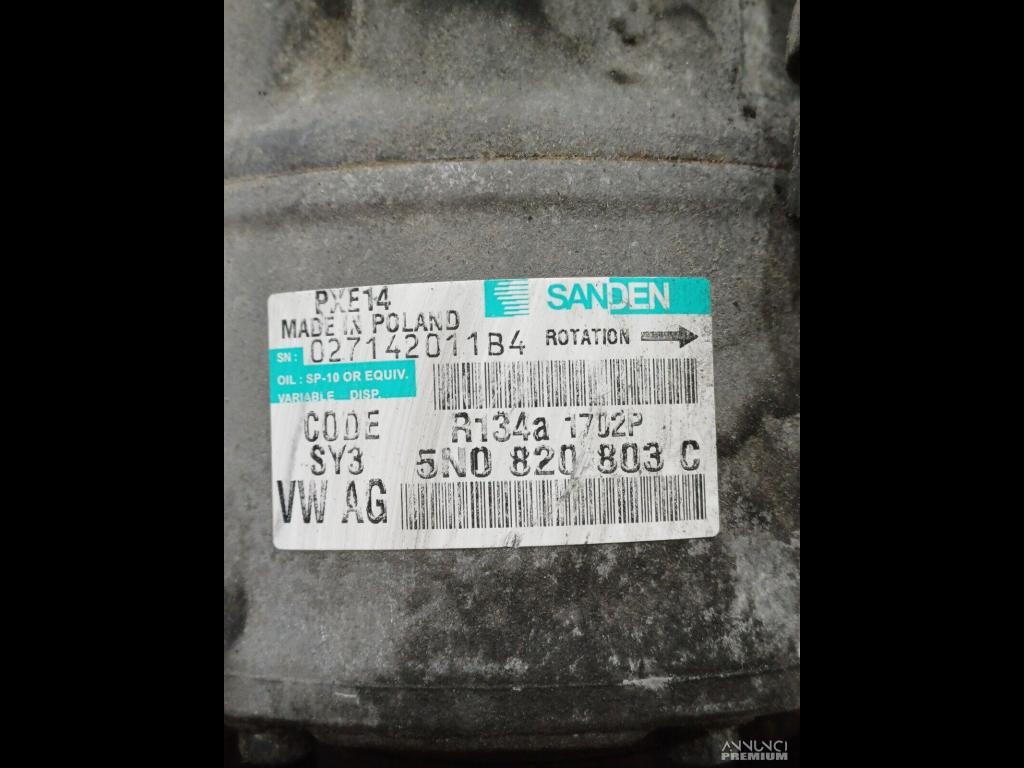 PXE14
SANDEN
MADE IN POLAND
SN: 027142011B4
ROTATION
OIL : SP-10 OR EQUIV.
VARIABLE DISP.
CODE
R134a 1702P
SY3
5N0 820 803 C
VW AG
ANNUNCI
PREMIUM